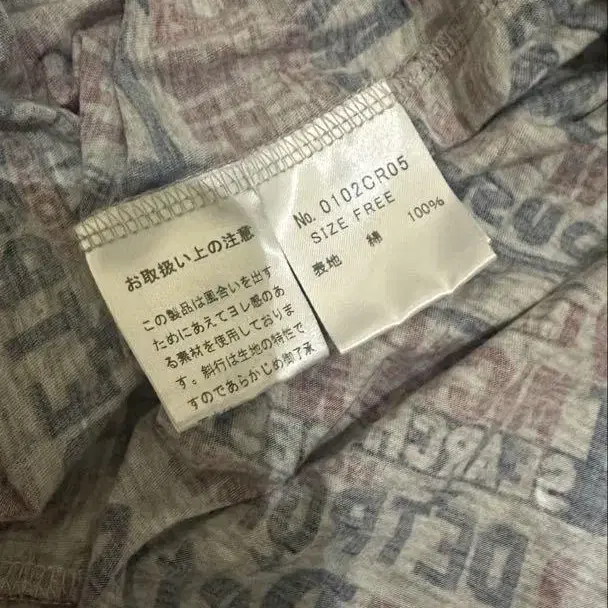 お取扱い上の注意
この製品は風合いを出す
ためにあえてヨレ感のあ
る素材を使用しておりま
す。斜行は生地の特性で
すのであらかじめ御了承
No. 0102CR05
SIZE FREE
表地 綿 100%
SEARCH
DETR